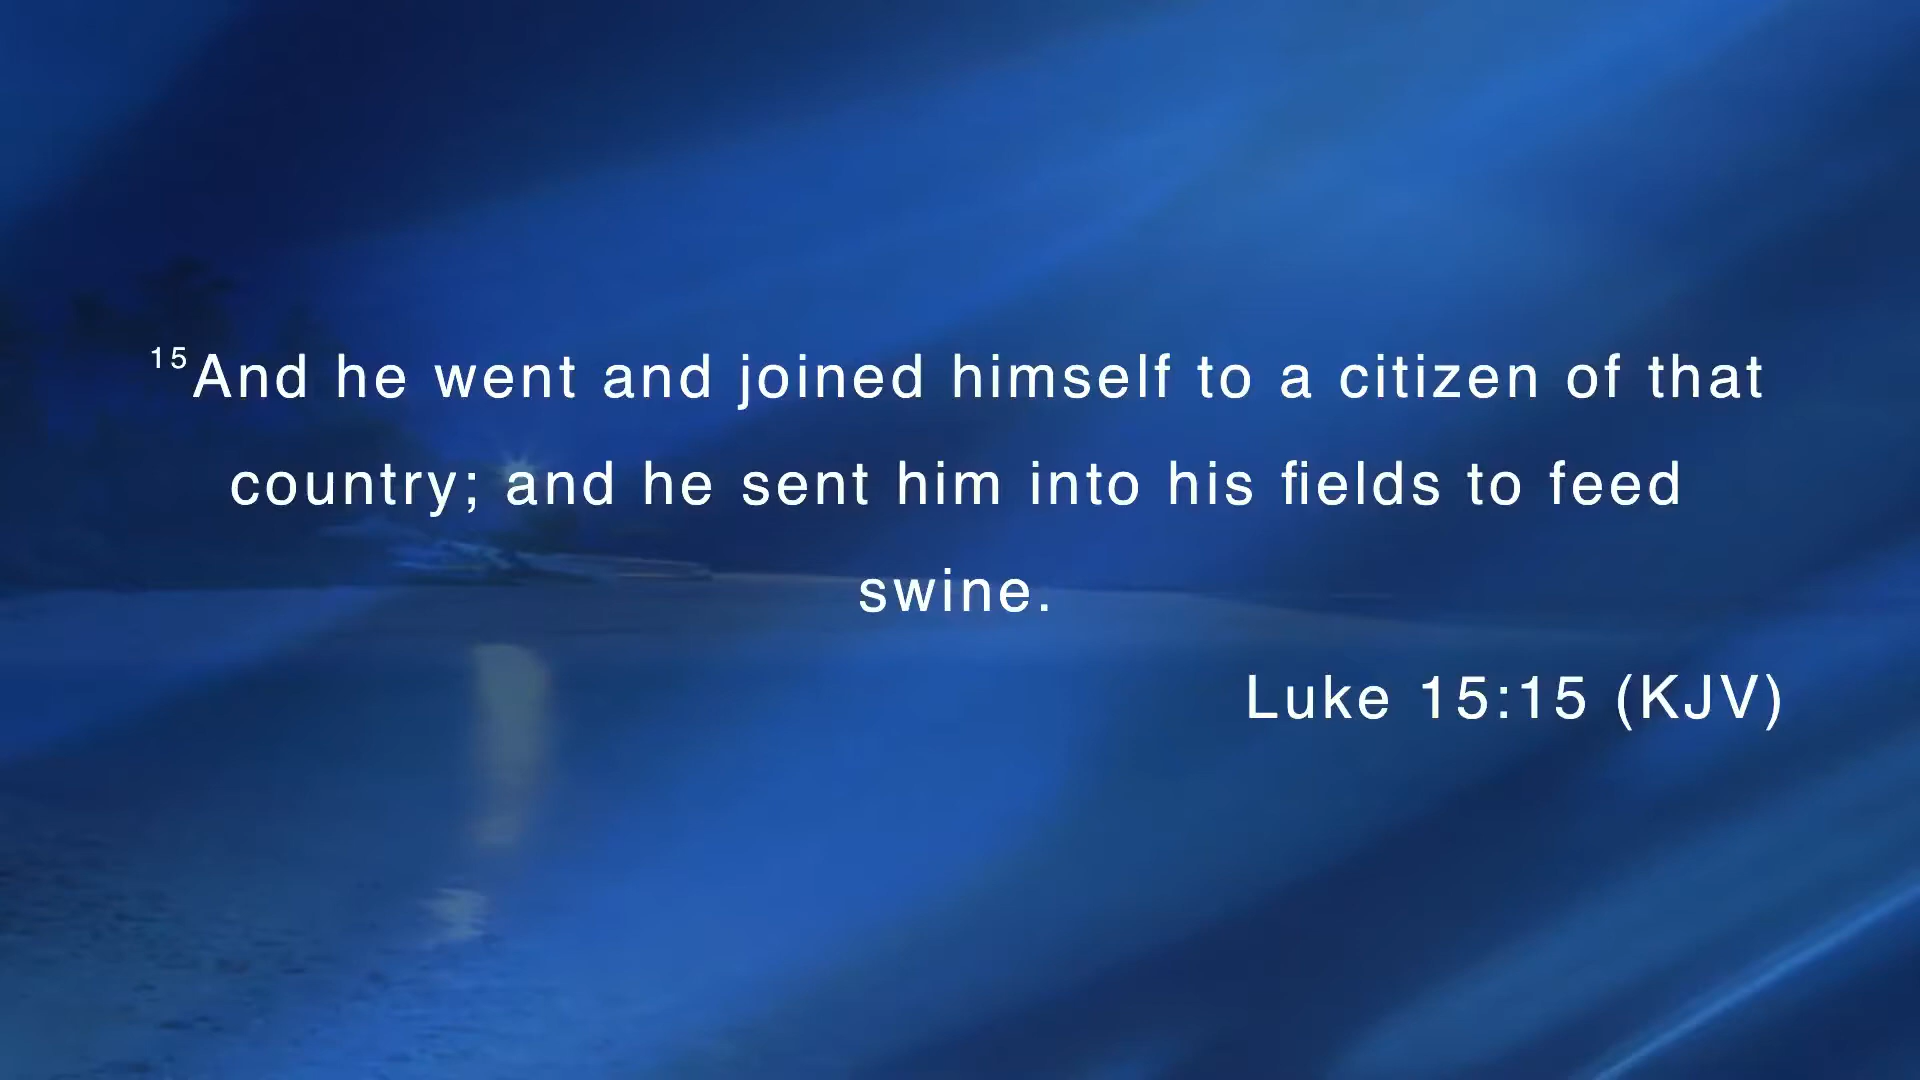 15And he went and joined himself to a citizen of that
country; and he sent him into his fields to feed
swine.
Luke 15:15 (KJV)